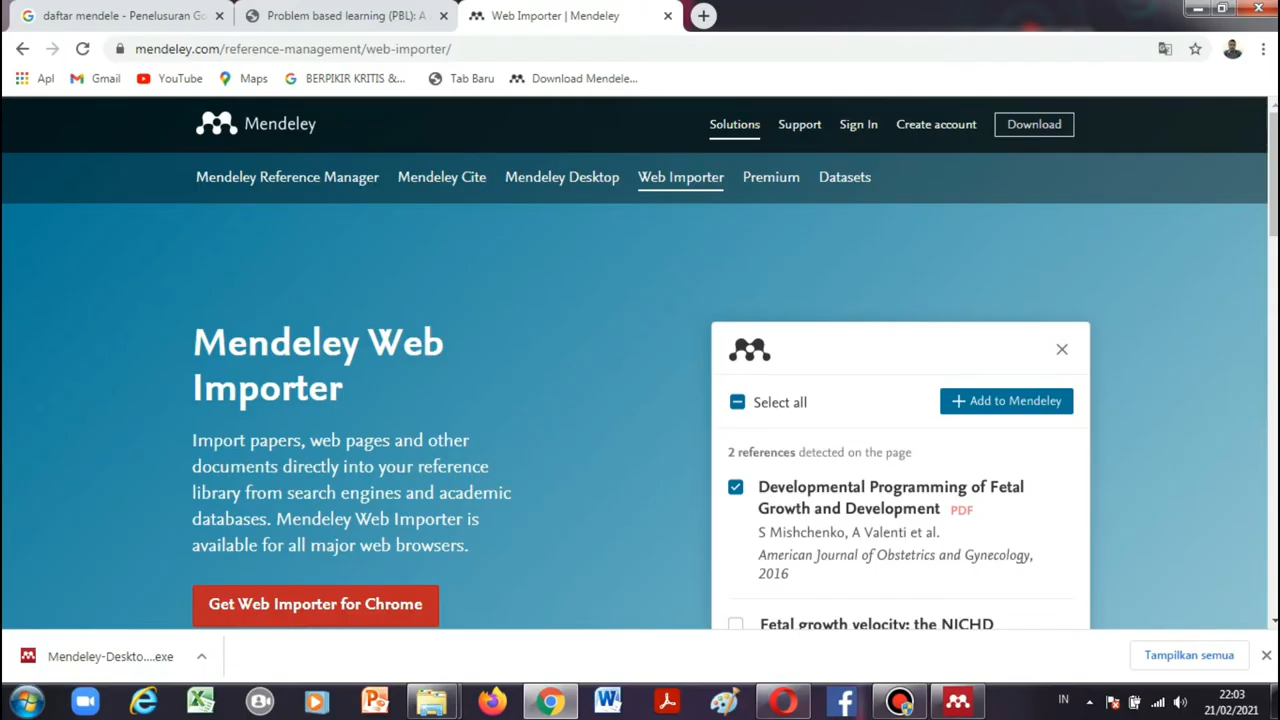 daftar mendele - Penelusuran Go
Problem based learning (PBL): A
Web Importer | Mendeley
mendeley.com/reference-management/web-importer/
Apl
Gmail
YouTube
Maps
BERPIKIR KRITIS &...
Tab Baru
Download Mendele...
Mendeley
Solutions
Support
Sign In
Create account
Download
Mendeley Reference Manager
Mendeley Cite
Mendeley Desktop
Web Importer
Premium
Datasets
Mendeley Web
Importer
Import papers, web pages and other
documents directly into your reference
library from search engines and academic
databases. Mendeley Web Importer is
available for all major web browsers.
Get Web Importer for Chrome
Select all
+ Add to Mendeley
2 references detected on the page
Developmental Programming of Fetal
Growth and Development PDF
S Mishchenko, A Valenti et al.
American Journal of Obstetrics and Gynecology,
2016
Fetal growth velocity: the NICHD
Mendeley-Deskto....exe
Tampilkan semua
IN
22:03
21/02/2021